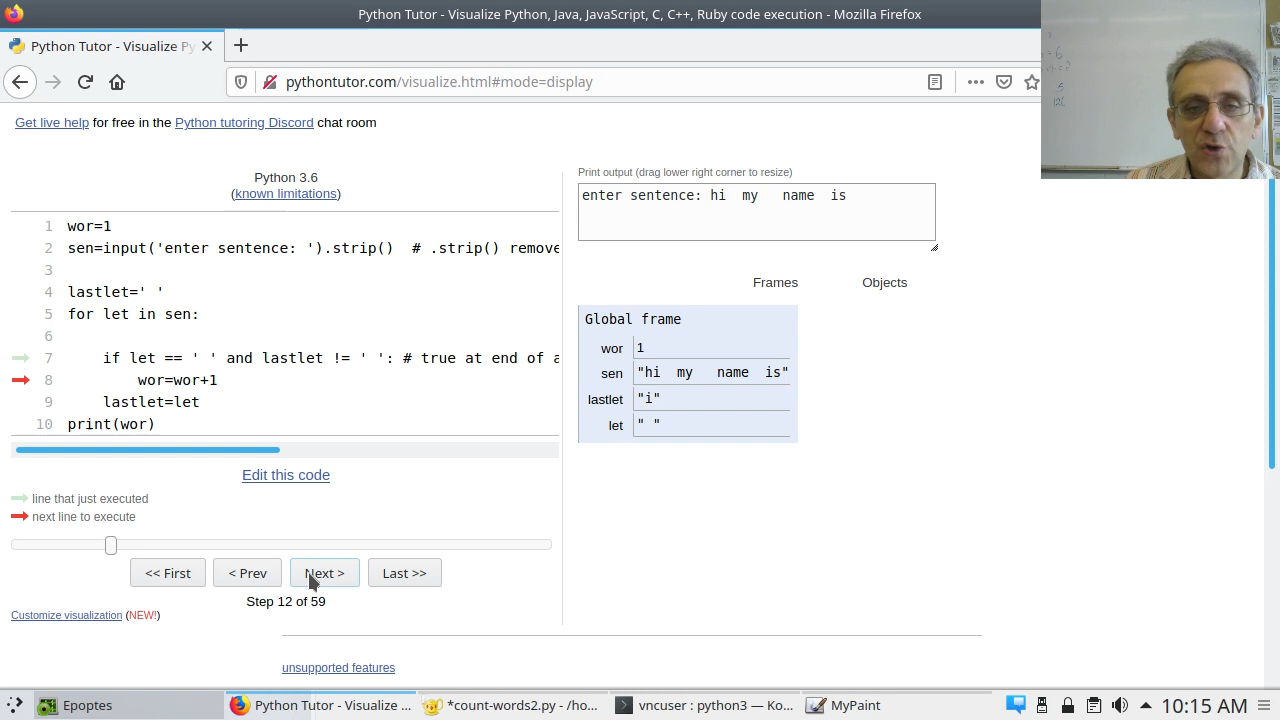 Python Tutor - Visualize Python, Java, JavaScript, C, C++, Ruby code execution - Mozilla Firefox
Python Tutor - Visualize Py
pythontutor.com/visualize.html#mode=display
Get live help for free in the Python tutoring Discord chat room
Python 3.6
(known limitations)
1 wor=1
2 sen=input('enter sentence: ').strip() # .strip() remove
3
4 lastlet=' '
5 for let in sen:
6
7 if let == ' ' and lastlet != ' ': # true at end of a
8 wor=wor+1
9 lastlet=let
10 print(wor)
Edit this code
line that just executed
next line to execute
<< First < Prev Next > Last >>
Step 12 of 59
Customize visualization (NEW!)
unsupported features
Print output (drag lower right corner to resize)
enter sentence: hi  my   name  is
Frames Objects
Global frame
wor 1
sen "hi  my   name  is"
lastlet "i"
let " "
Epoptes
Python Tutor - Visualize ...
*count-words2.py – no...
vncuser : python3 — Ko...
MyPaint
10:15 AM